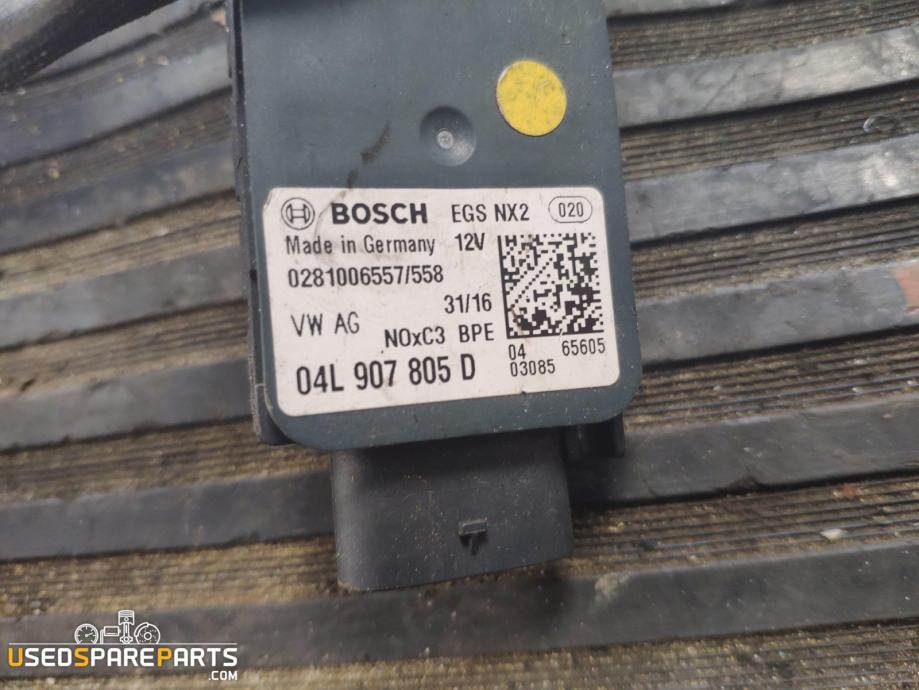 BOSCH EGS NX2 020
Made in Germany 12V
0281006557/558
31/16
VW AG
NOxC3 BPE
04L 907 805 D
04 65605
03085
USEDSPAREPARTS
.COM